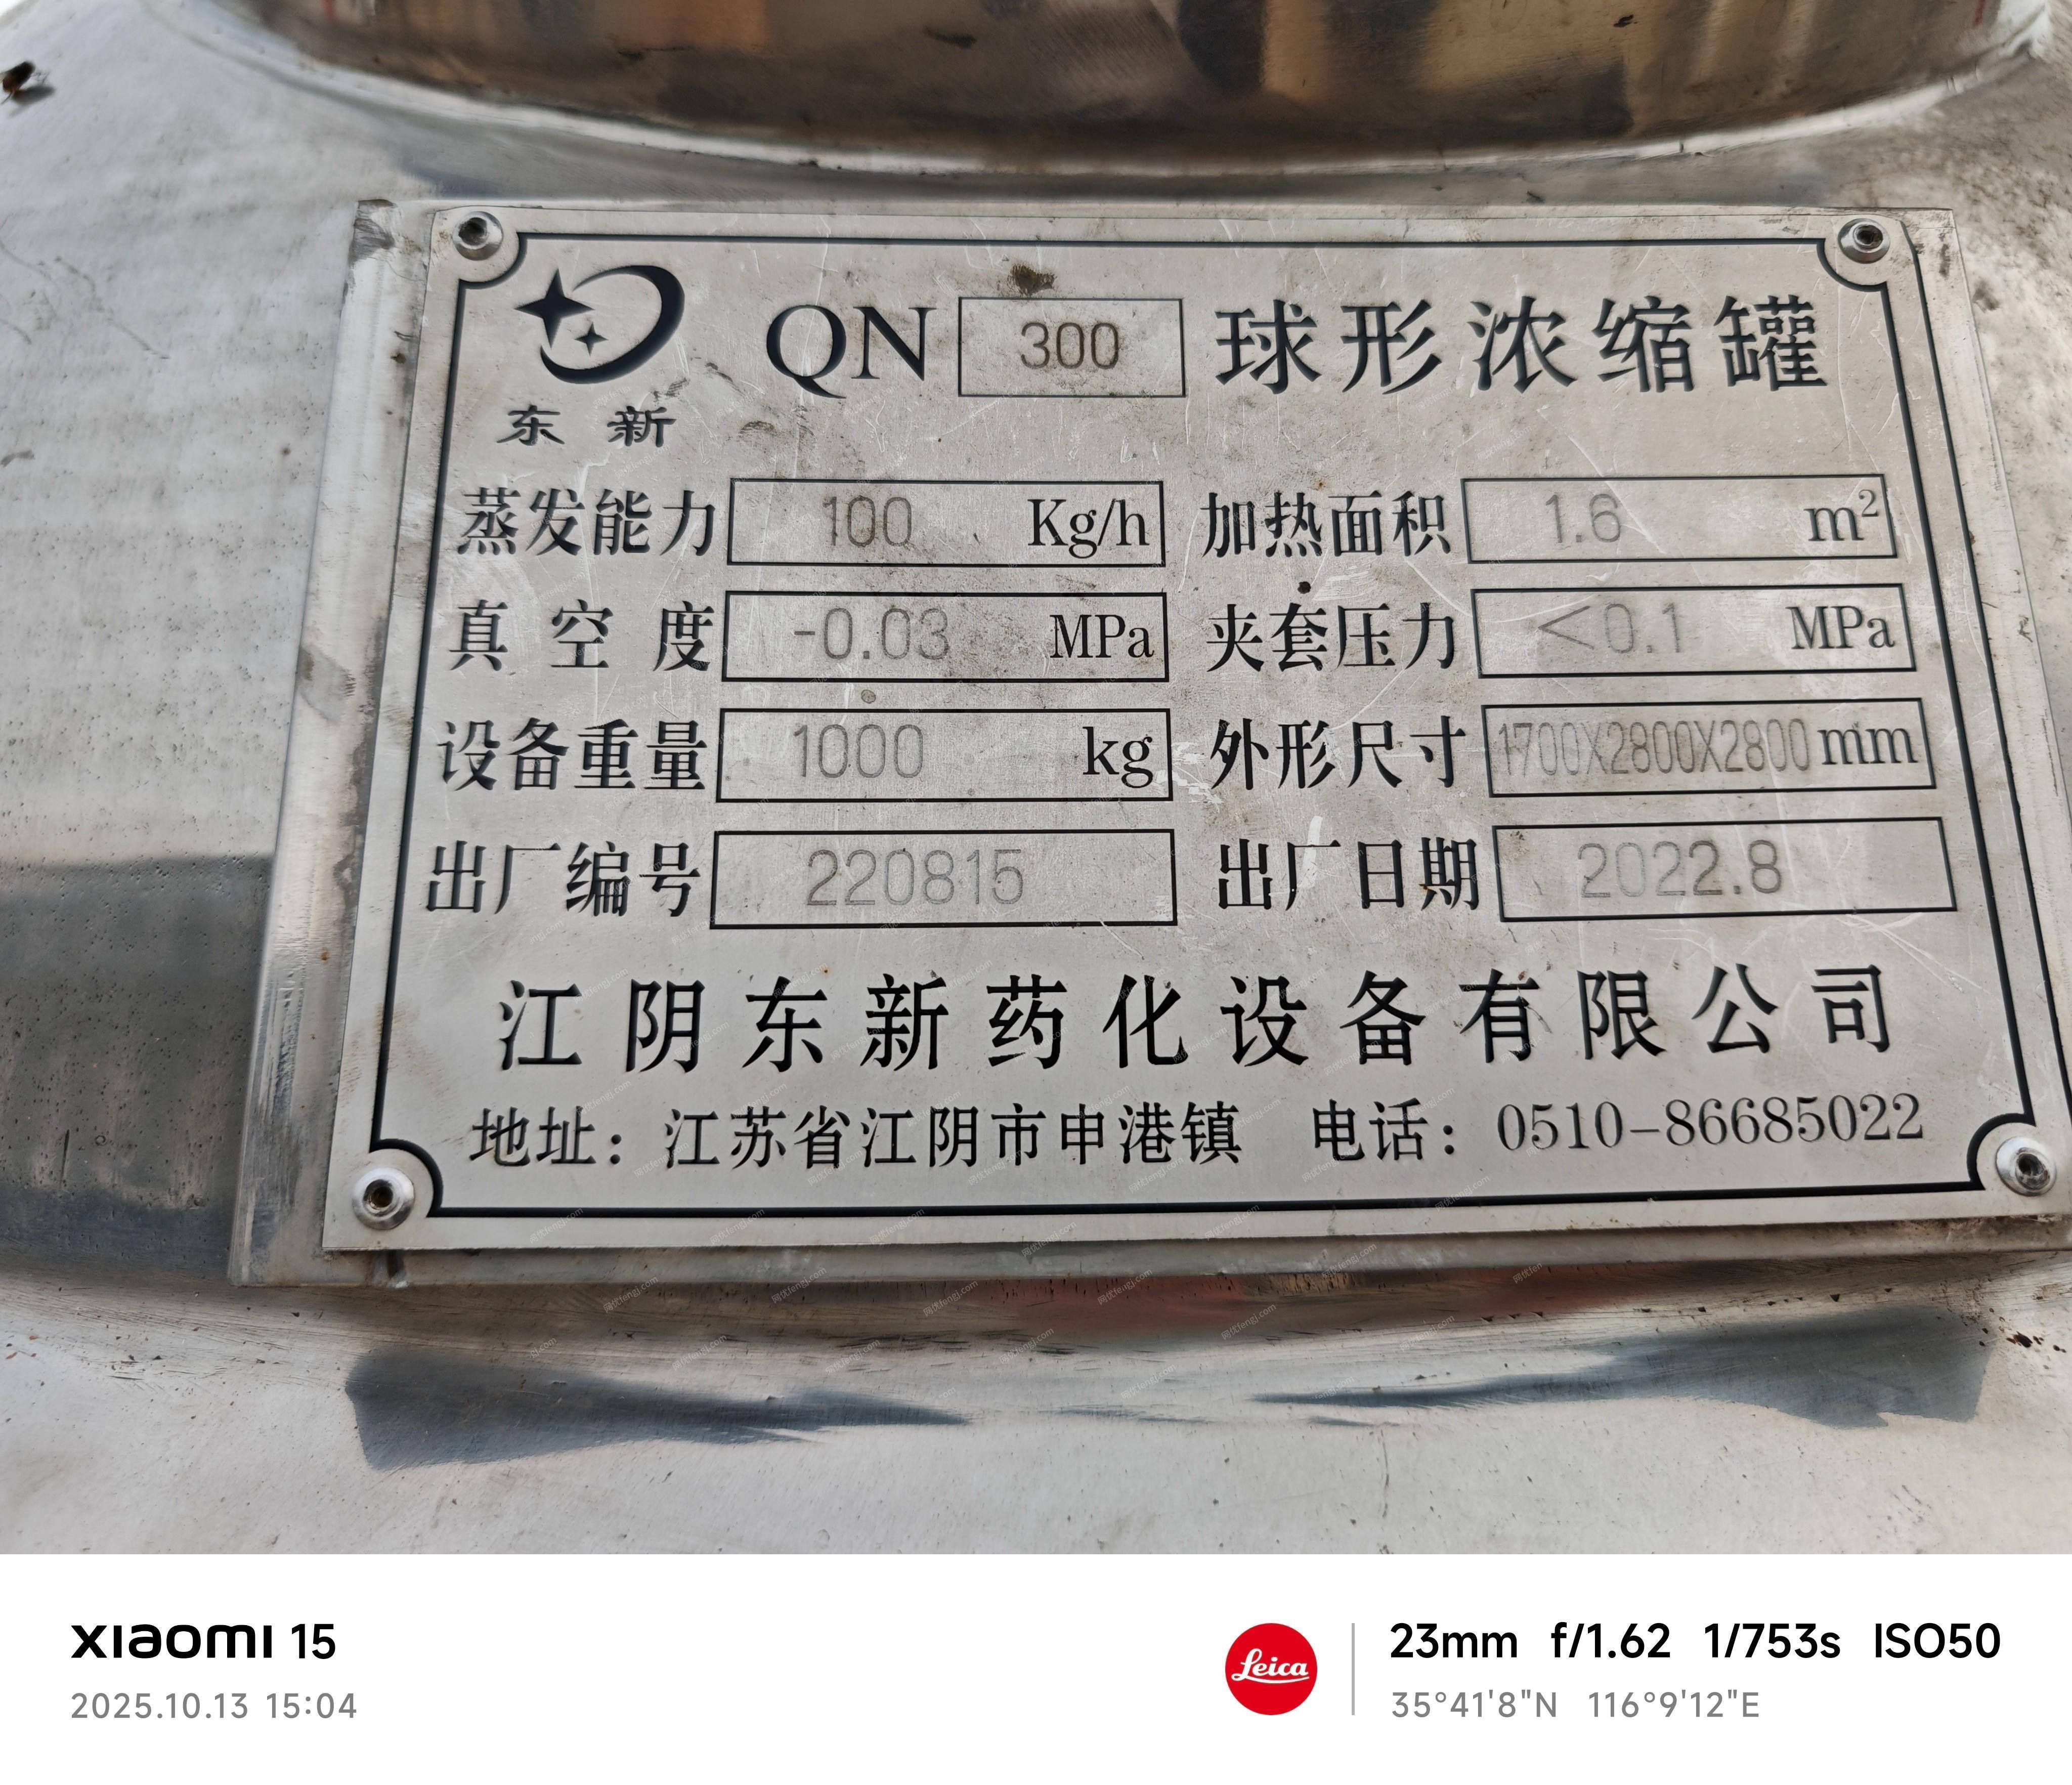 QN 300 球形浓缩罐
东新
蒸发能力 100 Kg/h 加热面积 1.6 m²
真空度 -0.03 MPa 夹套压力 <0.1 MPa
设备重量 1000 kg 外形尺寸 1700X2800X2800 mm
出厂编号 220815 出厂日期 2022.8
江阴东新药化设备有限公司
地址：江苏省江阴市申港镇 电话：0510-86685022
xiaomi 15
2025.10.13 15:04
Leica
23mm f/1.62 1/753s ISO50
35°41'8"N 116°9'12"E